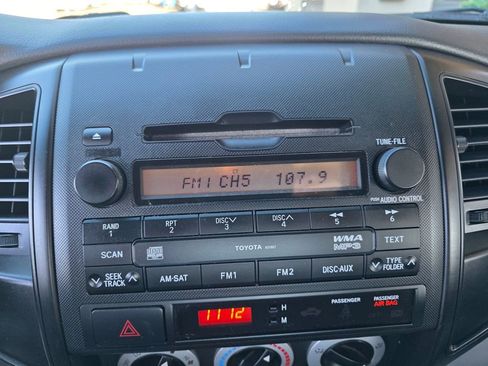 TUNE•FILE
FM1 CH5 107.9
PUSH AUDIO CONTROL
RAND 1
RPT 2
DISC 3
DISC 4
5
6
SCAN
TOYOTA
WMA
MP3
TEXT
SEEK
TRACK
AM•SAT
FM1
FM2
DISC•AUX
TYPE
FOLDER
11:12
H
M
PASSENGER
PASSENGER
AIR BAG